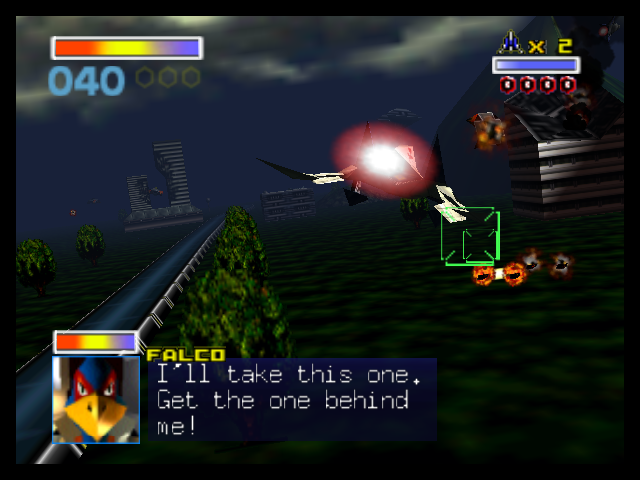 040
x 2
FALCO
I'll take this one.
Get the one behind
me!